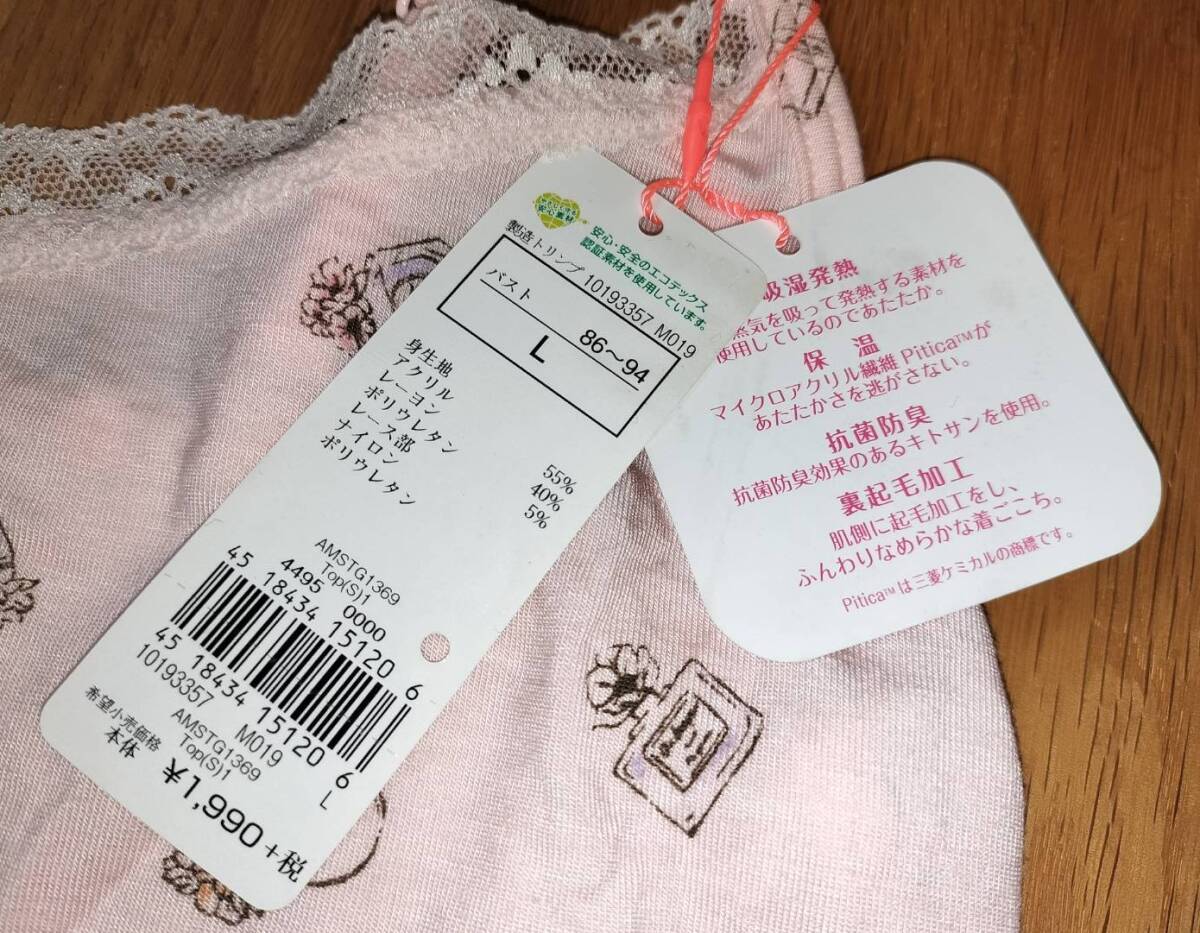 安心素材
安心・安全のエコテックス
認証素材を使用しています。
製造トリンプ 10193357 M019
バスト 86～94
L
身生地
アクリル 55%
レーヨン 40%
ポリウレタン 5%
レース部
ナイロン
ポリウレタン
AMSTG1369
Top(S)1
4495 0000
45 18434 15120 6
45 18434 15120 6
10193357 M019 L
AMSTG1369
Top(S)1
希望小売価格
本体 ¥1,990+税
吸湿発熱
蒸気を吸って発熱する素材を
使用しているのであたたか。
保温
マイクロアクリル繊維 Pitica™が
あたたかさを逃がさない。
抗菌防臭
抗菌防臭効果のあるキトサンを使用。
裏起毛加工
肌側に起毛加工をし、
ふんわりなめらかな着ごこち。
Pitica™は三菱ケミカルの商標です。